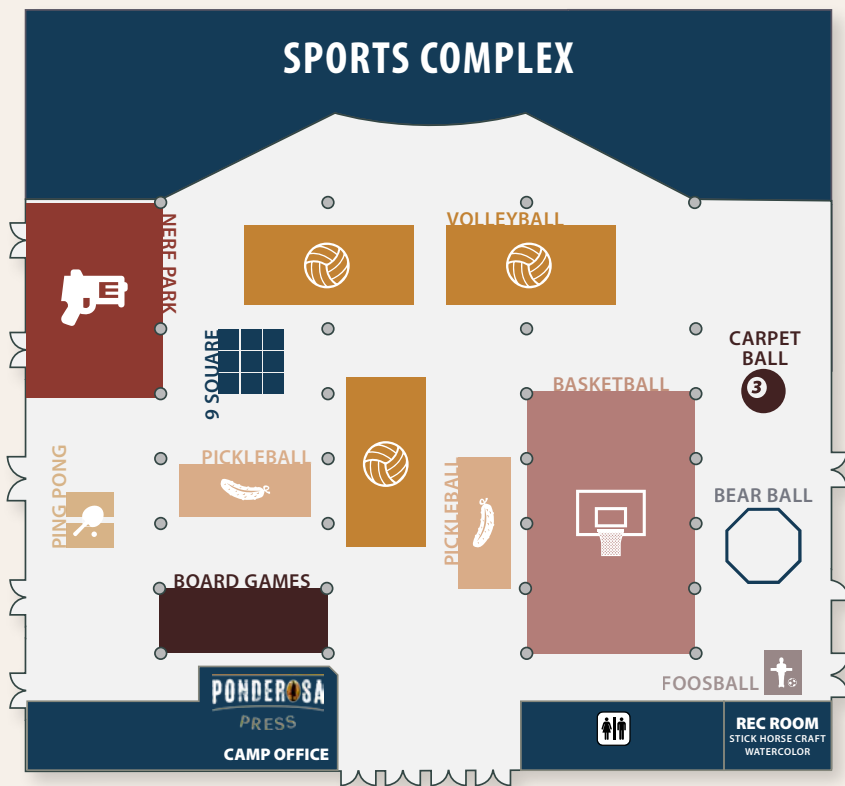 SPORTS COMPLEX
VOLLEYBALL
NERF PARK
E
9 SQUARE
CARPET
BALL
3
BASKETBALL
PICKLEBALL
PING PONG
PICKLEBALL
BEAR BALL
BOARD GAMES
FOOSBALL
PONDEROSA
PRESS
CAMP OFFICE
REC ROOM
STICK HORSE CRAFT
WATERCOLOR